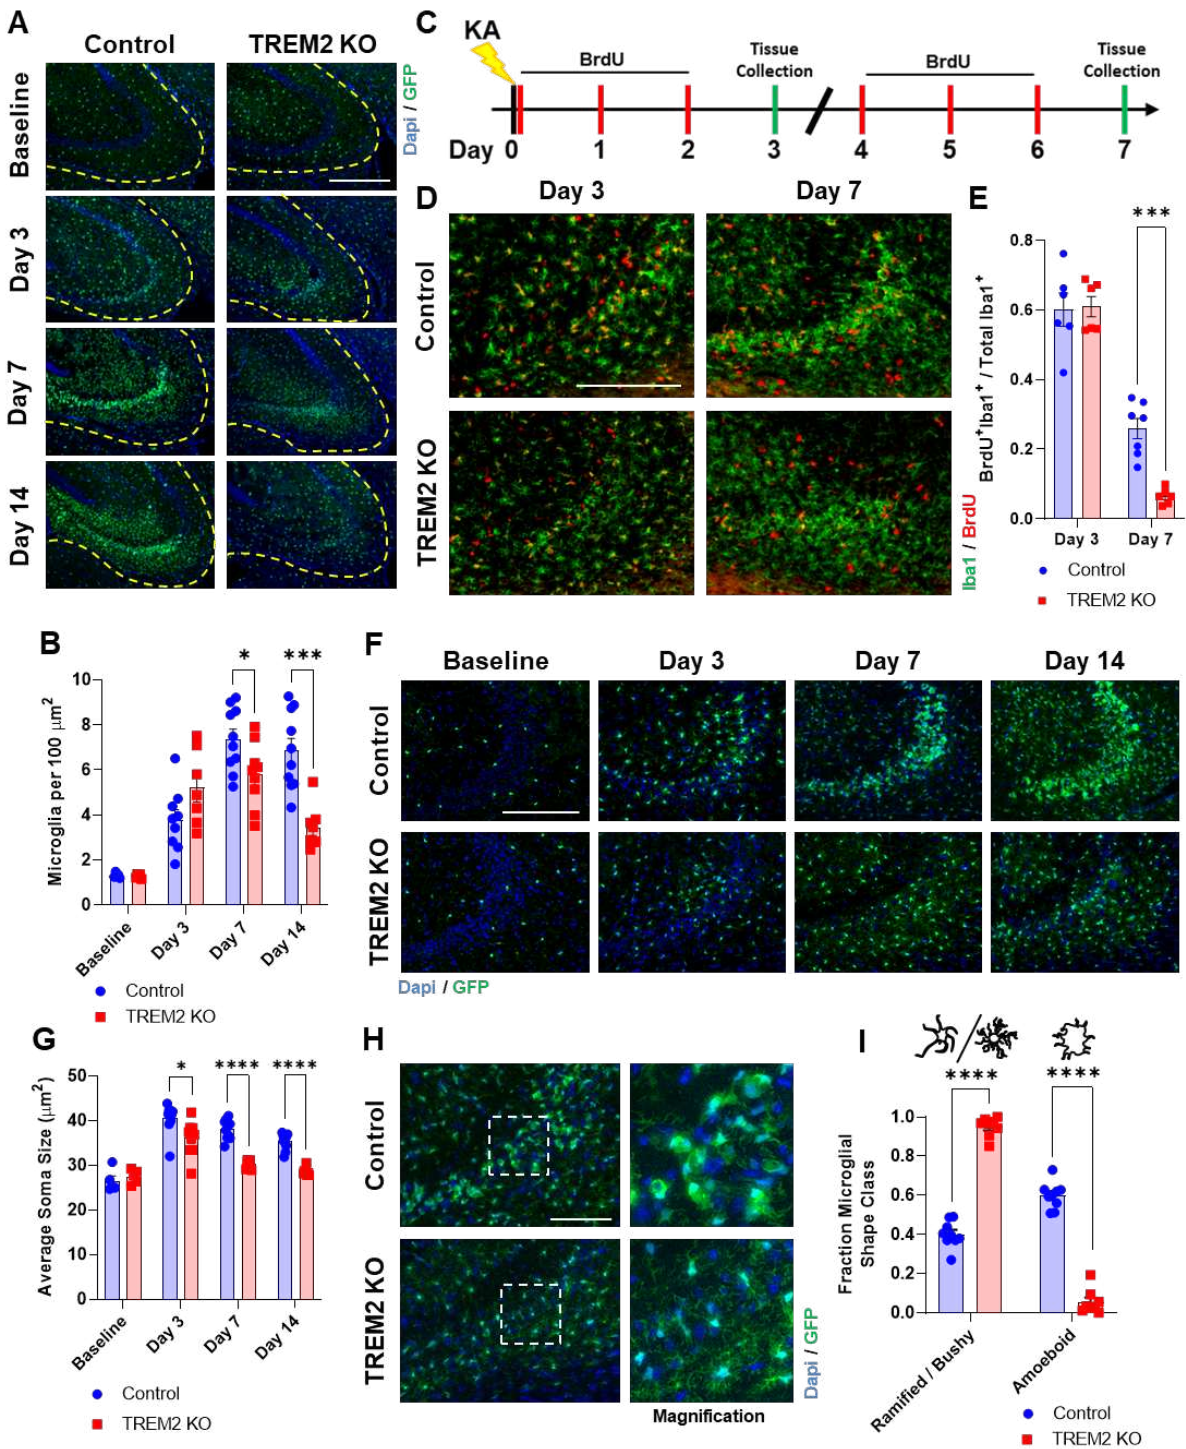 A
Control
TREM2 KO
Baseline
Day 3
Day 7
Day 14
Dapi / GFP
C
KA
BrdU
Tissue
Collection
BrdU
Tissue
Collection
Day 0 1 2 3 4 5 6 7
D
Day 3
Day 7
Control
TREM2 KO
Iba1 / BrdU
E
***
BrdU⁺Iba1⁺ / Total Iba1⁺
0.8
0.6
0.4
0.2
0.0
Day 3
Day 7
Control
TREM2 KO
B
* ***
Microglia per 100 µm²
10
8
6
4
2
0
Baseline
Day 3
Day 7
Day 14
Control
TREM2 KO
F
Baseline
Day 3
Day 7
Day 14
Control
TREM2 KO
Dapi / GFP
G
* **** ****
Average Soma Size (µm²)
50
40
30
20
10
0
Baseline
Day 3
Day 7
Day 14
Control
TREM2 KO
H
Control
TREM2 KO
Dapi / GFP
Magnification
I
**** ****
Fraction Microglial
Shape Class
1.0
0.8
0.6
0.4
0.2
0.0
Ramified / Bushy
Amoeboid
Control
TREM2 KO